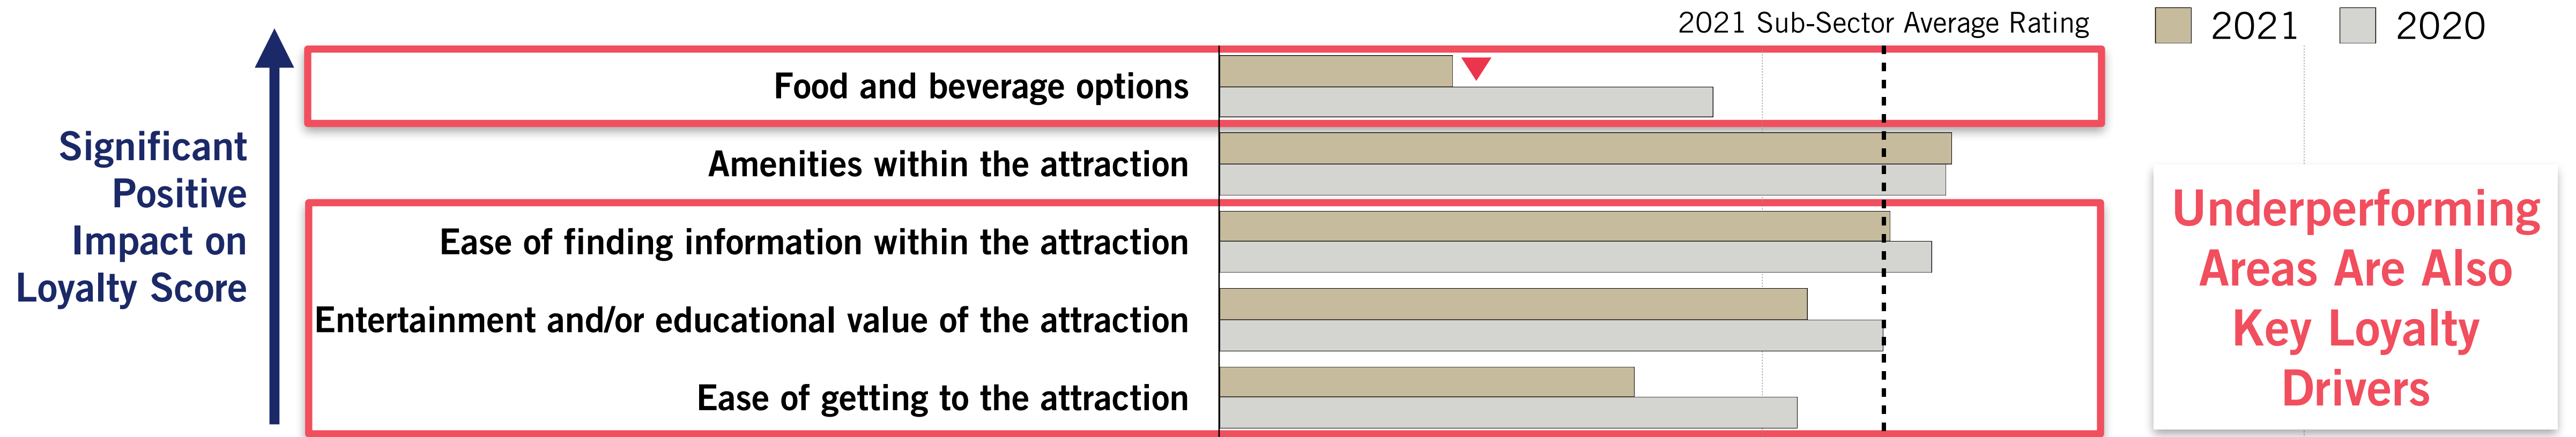 2021 Sub-Sector Average Rating
2021
2020
Significant
Positive
Impact on
Loyalty Score
Food and beverage options
Amenities within the attraction
Ease of finding information within the attraction
Entertainment and/or educational value of the attraction
Ease of getting to the attraction
Underperforming
Areas Are Also
Key Loyalty
Drivers